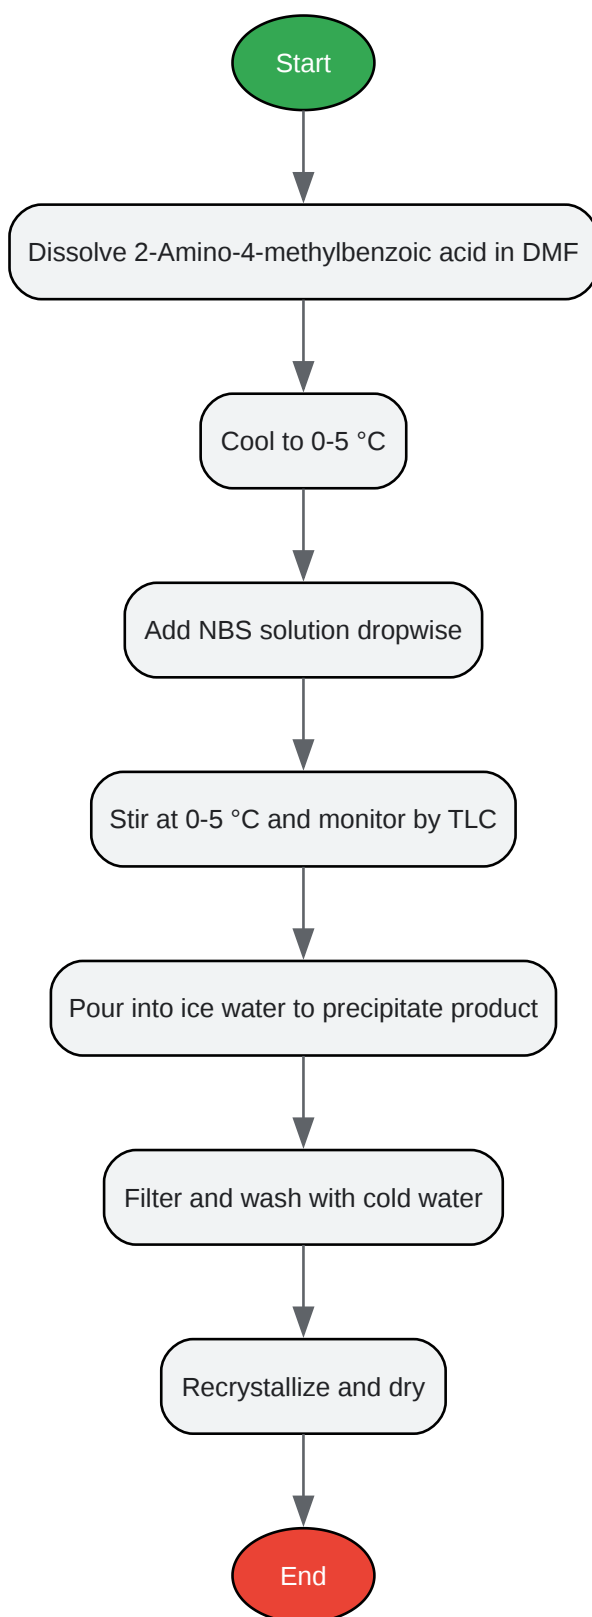 Start
Dissolve 2-Amino-4-methylbenzoic acid in DMF
Cool to 0-5 °C
Add NBS solution dropwise
Stir at 0-5 °C and monitor by TLC
Pour into ice water to precipitate product
Filter and wash with cold water
Recrystallize and dry
End